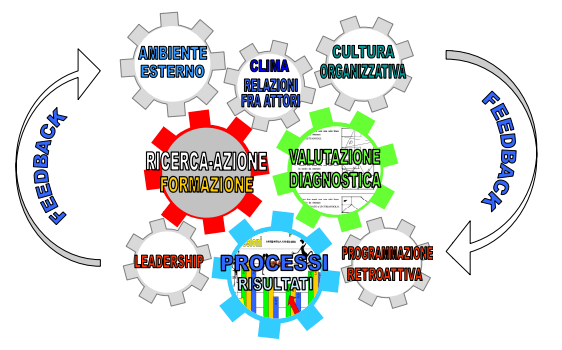 AMBIENTE
ESTERNO
CLIMA
RELAZIONI
FRA ATTORI
CULTURA
ORGANIZZATIVA
FEEDBACK
FEEDBACK
RICERCA-AZIONE
FORMAZIONE
VALUTAZIONE
DIAGNOSTICA
LEADERSHIP
PROCESSI
RISULTATI
PROGRAMMAZIONE
RETROATTIVA